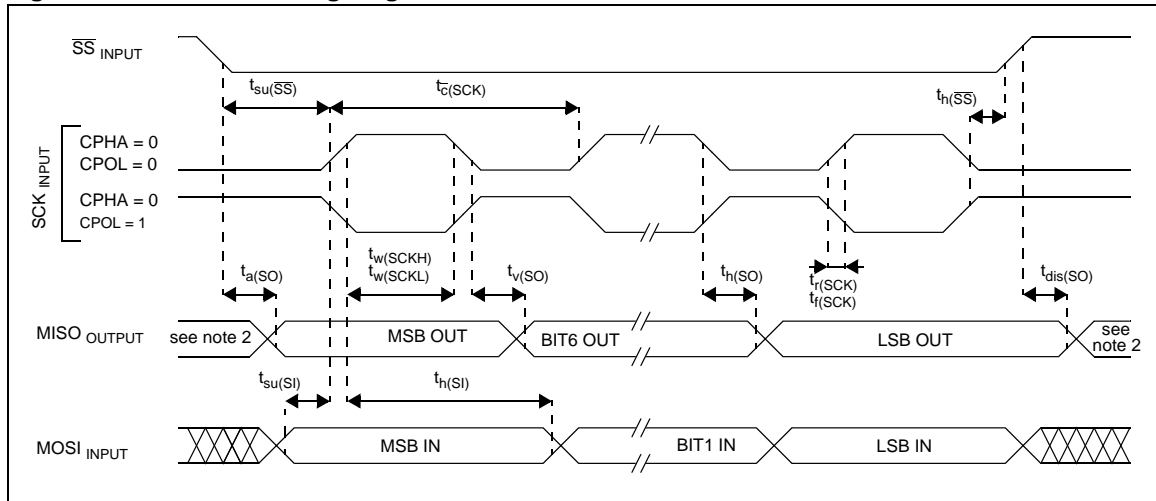 SS INPUT
tsu(SS)
tc(SCK)
th(SS)
SCK INPUT
CPHA = 0
CPOL = 0
CPHA = 0
CPOL = 1
ta(SO)
tw(SCKH)
tw(SCKL)
tv(SO)
th(SO)
tr(SCK)
tf(SCK)
tdis(SO)
MISO OUTPUT
see note 2
MSB OUT
BIT6 OUT
LSB OUT
see
note 2
tsu(SI)
th(SI)
MOSI INPUT
MSB IN
BIT1 IN
LSB IN